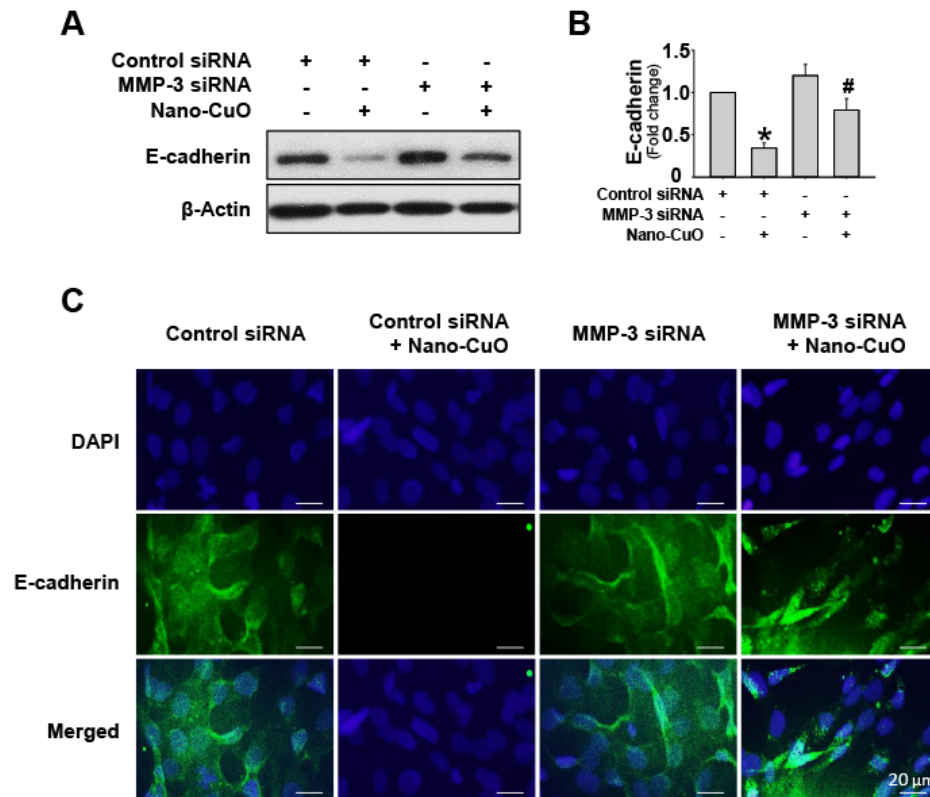 A
Control siRNA + + - -
MMP-3 siRNA - - + +
Nano-CuO - + - +
E-cadherin
β-Actin
B
E-cadherin
(Fold change)
1.5
1.0
0.5
0
*
#
Control siRNA + + - -
MMP-3 siRNA - - + +
Nano-CuO - + - +
C
Control siRNA
Control siRNA
+ Nano-CuO
MMP-3 siRNA
MMP-3 siRNA
+ Nano-CuO
DAPI
E-cadherin
Merged
20 μm